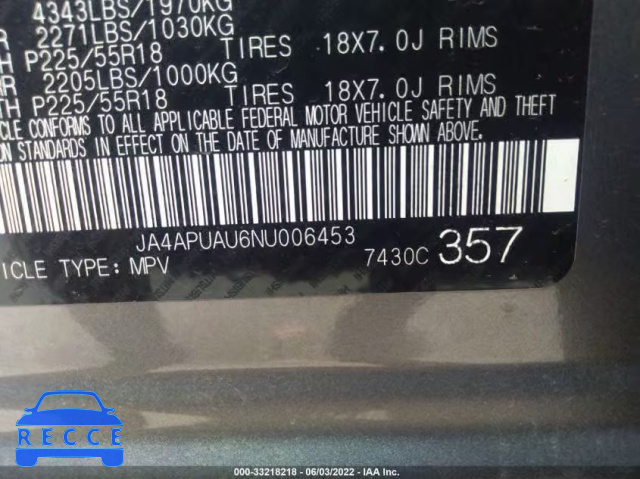 4343LBS/1970KG
R 2271LBS/1030KG
H P225/55R18 TIRES 18X7.0J RIMS
R 2205LBS/1000KG
TH P225/55R18 TIRES 18X7.0J RIMS
CLE CONFORMS TO ALL APPLICABLE FEDERAL MOTOR VEHICLE SAFETY AND THEFT
ON STANDARDS IN EFFECT ON THE DATE OF MANUFACTURE SHOWN ABOVE.
JA4APUAU6NU006453
ICLE TYPE: MPV 7430C 357
RECCE
000-33218218 - 06/03/2022 - IAA Inc.